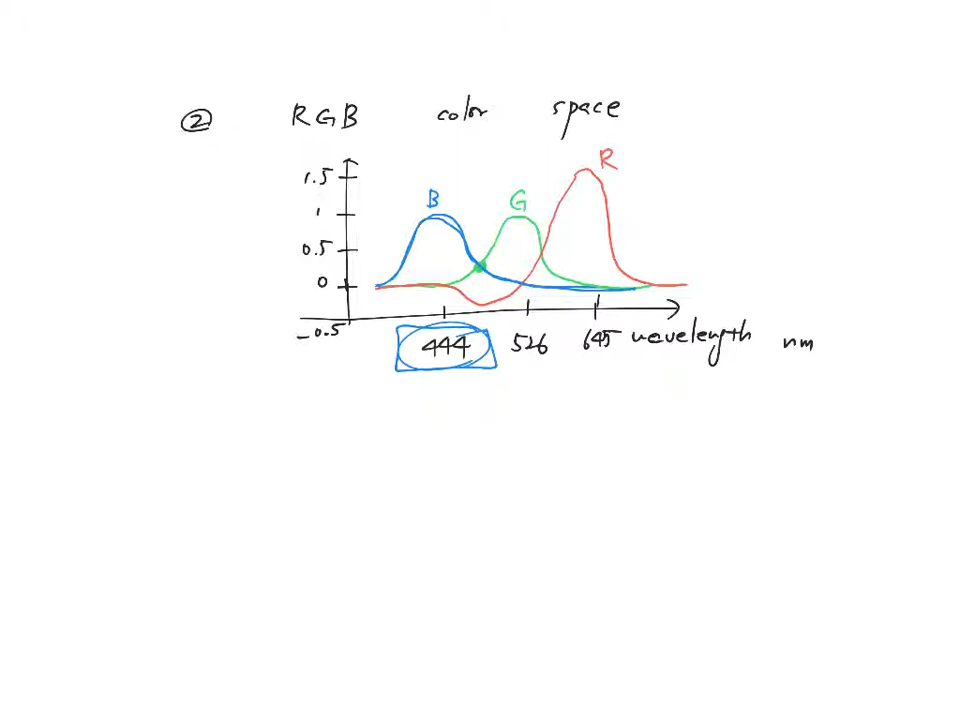 ② RGB color space
R
1.5
B
G
1
0.5
0
-0.5
444 526 645 wavelength nm